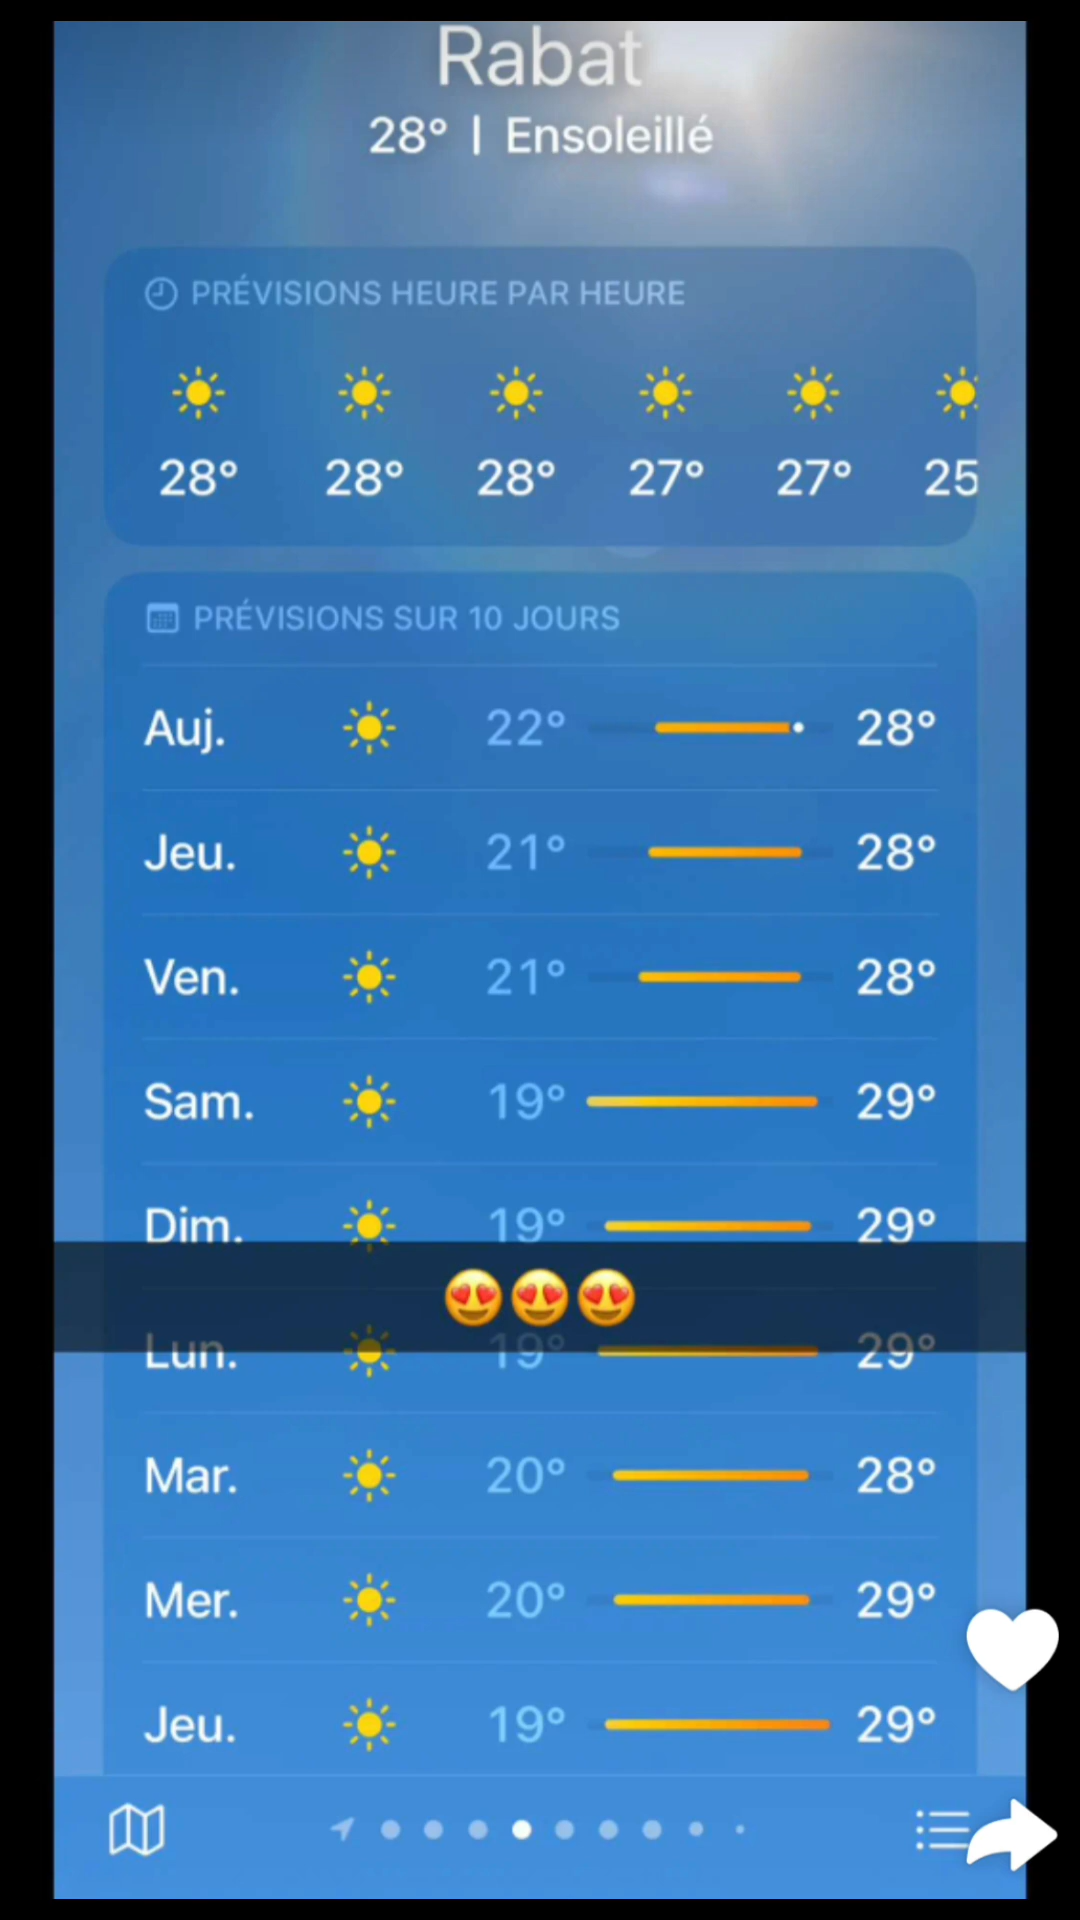 Rabat
28° | Ensoleillé
PRÉVISIONS HEURE PAR HEURE
28° 28° 28° 27° 27° 25
PRÉVISIONS SUR 10 JOURS
Auj. 22° 28°
Jeu. 21° 28°
Ven. 21° 28°
Sam. 19° 29°
Dim. 19° 29°
😍😍😍
Lun. 19° 29°
Mar. 20° 28°
Mer. 20° 29°
Jeu. 19° 29°